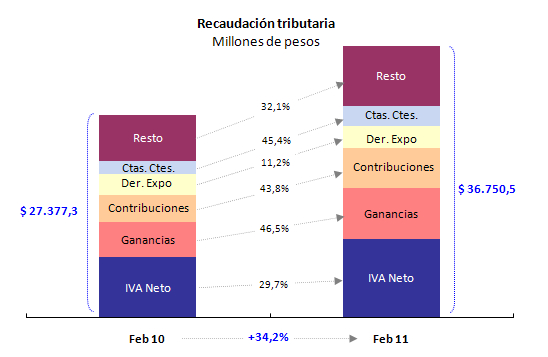 Recaudación tributaria
Millones de pesos
Resto
32,1%
Resto
Ctas. Ctes.
45,4%
Ctas. Ctes.
Der. Expo
11,2%
Der. Expo
Contribuciones
43,8%
Contribuciones
$ 27.377,3
$ 36.750,5
Ganancias
46,5%
Ganancias
IVA Neto
29,7%
IVA Neto
Feb 10
+34,2%
Feb 11